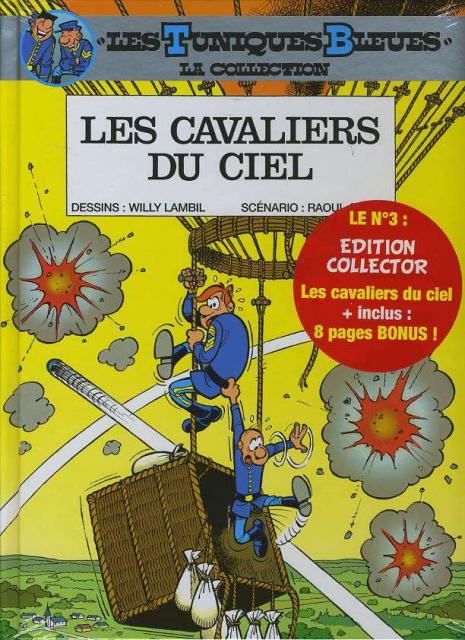 "LES TUNIQUES BLEUES"
LA COLLECTION
LES CAVALIERS
DU CIEL
DESSINS : WILLY LAMBIL
SCÉNARIO : RAOUL
LE N°3 :
EDITION
COLLECTOR
Les cavaliers du ciel
+ inclus :
8 pages BONUS !